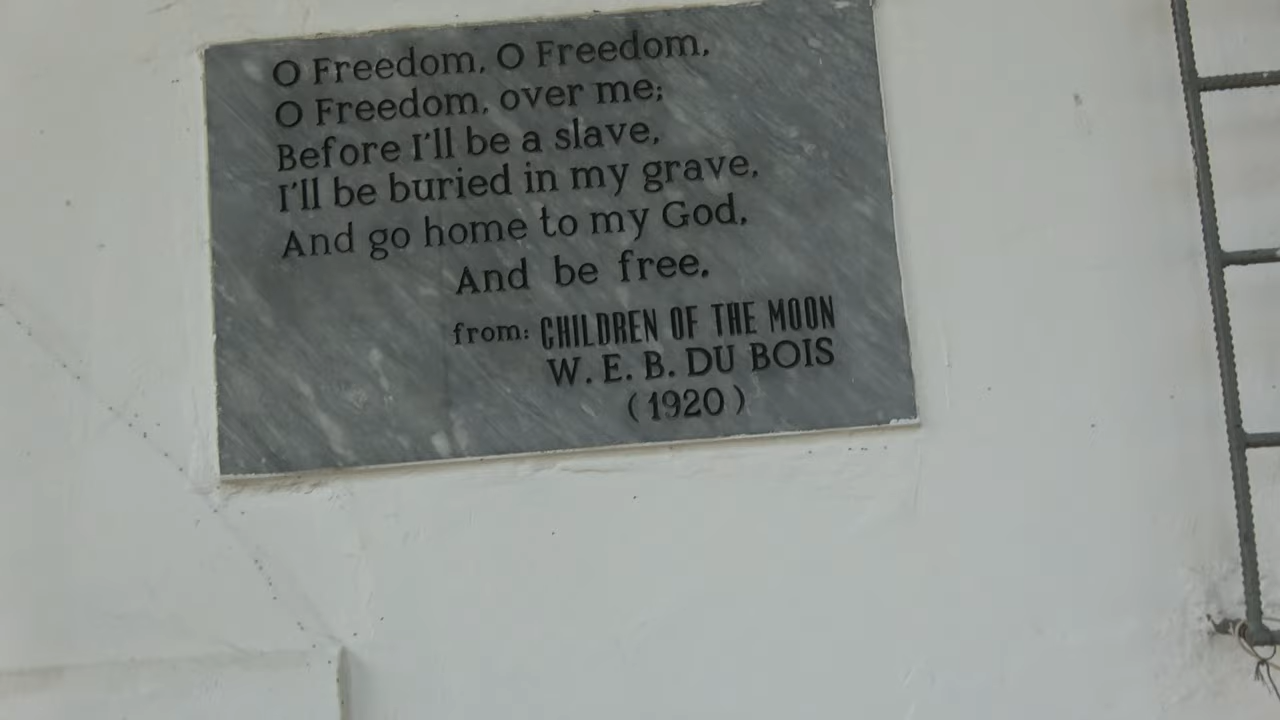 O Freedom, O Freedom,
O Freedom, over me;
Before I'll be a slave,
I'll be buried in my grave,
And go home to my God,
And be free.
from: CHILDREN OF THE MOON
W. E. B. DU BOIS
(1920)